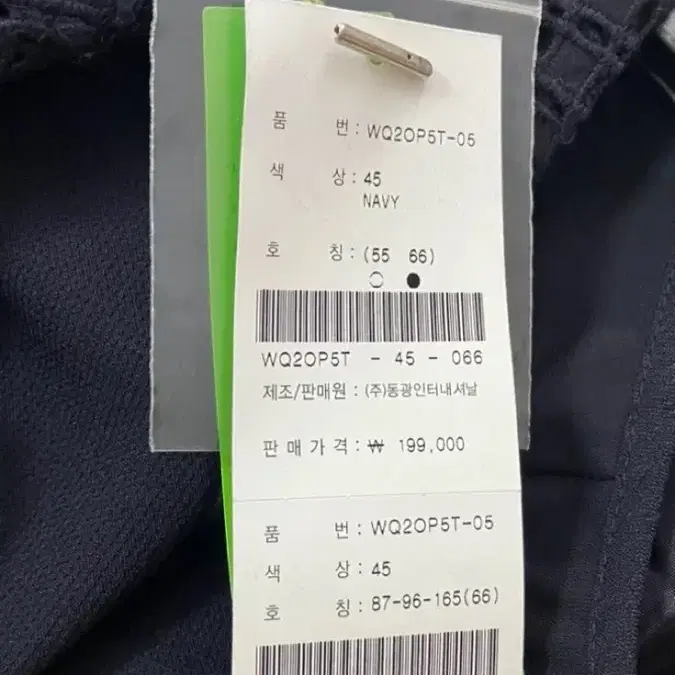 품 번 : WQ2OP5T-05
색 상 : 45
NAVY
호 칭 : (55 66)
○ ●
WQ2OP5T - 45 - 066
제조/판매원 : (주)동광인터내셔날
판매가격 : ₩ 199,000
품 번 : WQ2OP5T-05
색 상 : 45
호 칭 : 87-96-165(66)